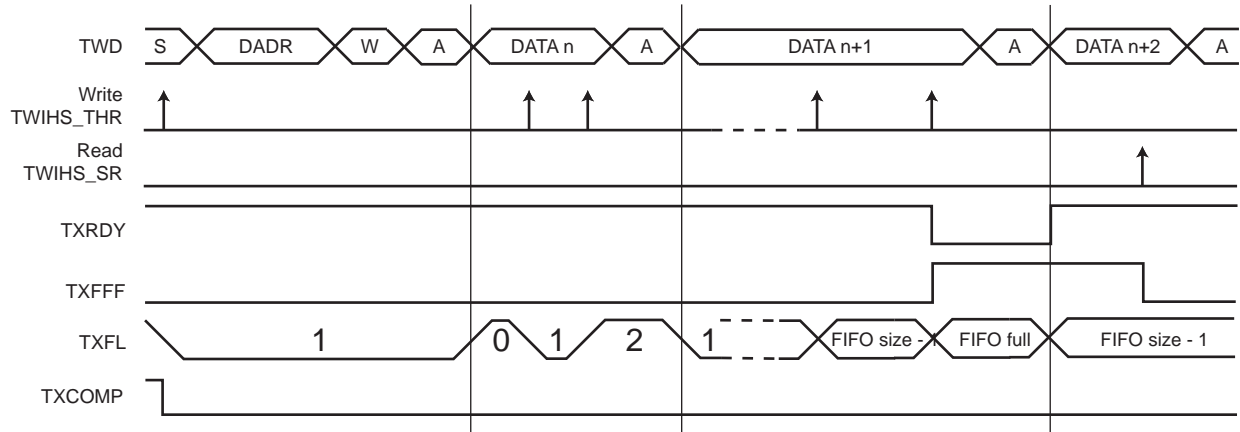 TWD S DADR W A DATA n A DATA n+1 A DATA n+2 A
Write
TWIHS_THR
Read
TWIHS_SR
TXRDY
TXFFF
TXFL 1 0 1 2 1 FIFO size - 1 FIFO full FIFO size - 1
TXCOMP